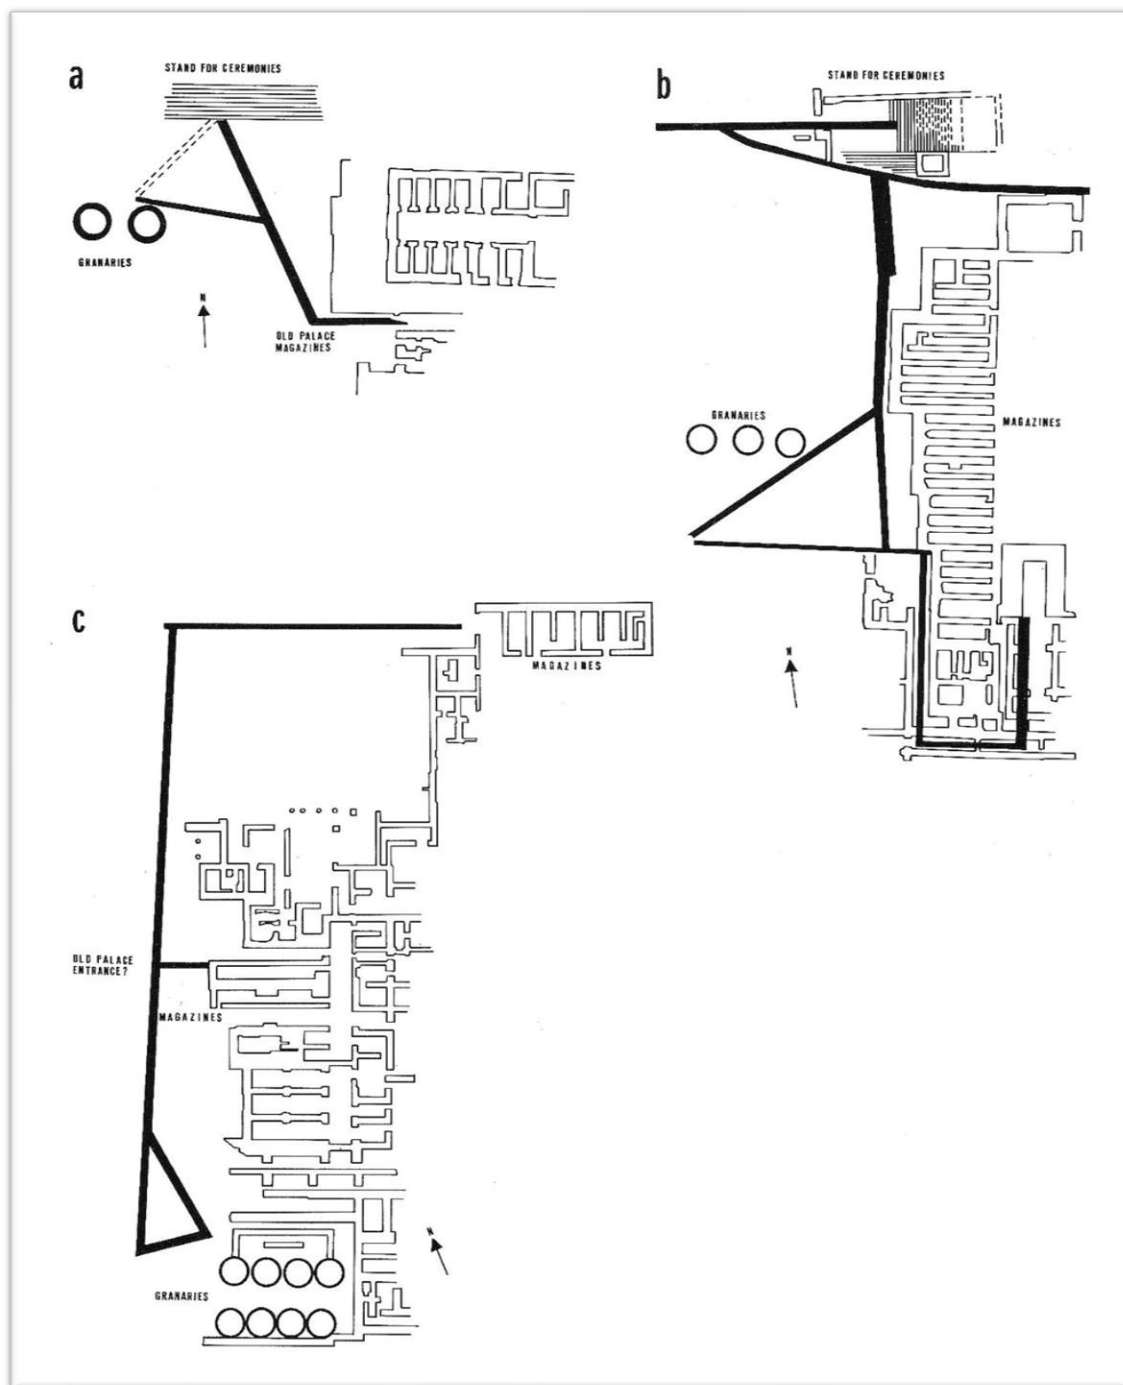 a
STAND FOR CEREMONIES
GRANARIES
N
OLD PALACE
MAGAZINES
b
STAND FOR CEREMONIES
GRANARIES
MAGAZINES
N
c
MAGAZINES
OLD PALACE
ENTRANCE?
MAGAZINES
N
GRANARIES